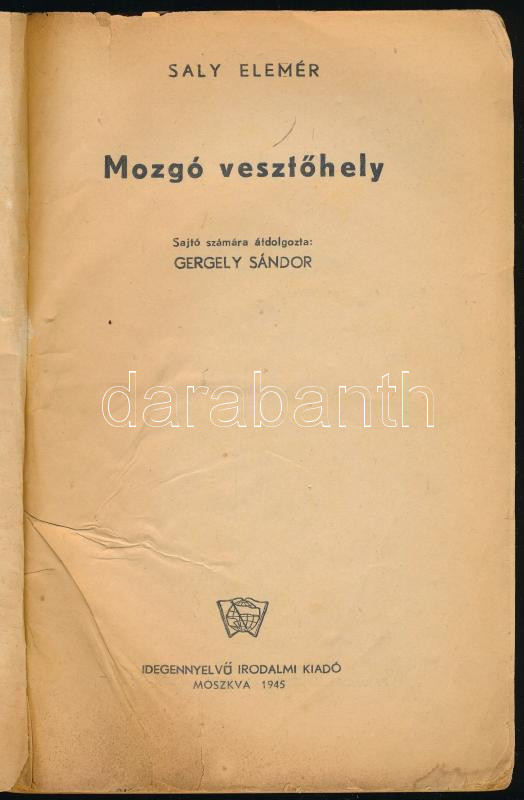 SALY ELEMÉR
Mozgó vesztőhely
Sajtó számára átdolgozta:
GERGELY SÁNDOR
darabanth
IDEGENNYELVŰ IRODALMI KIADÓ
MOSZKVA 1945